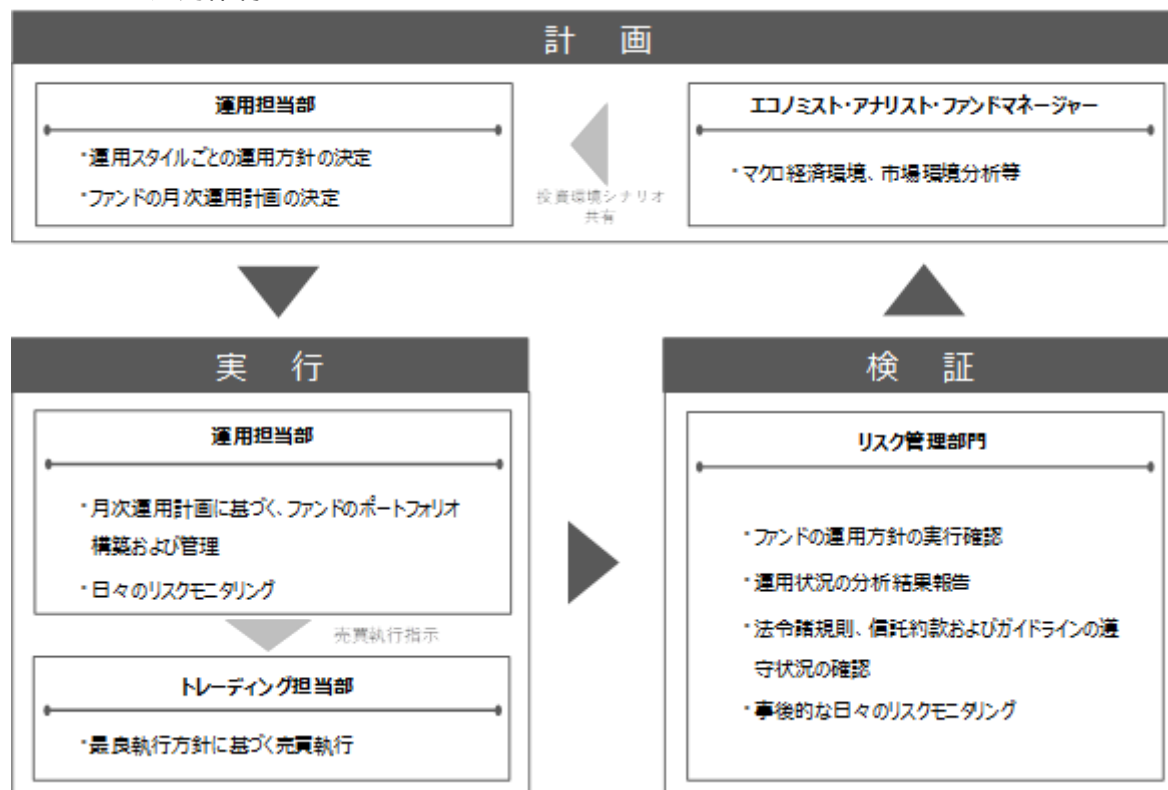 計 画
運用担当部
・運用スタイルごとの運用方針の決定
・ファンドの月次運用計画の決定
投資環境シナリオ
共有
エコノミスト・アナリスト・ファンドマネージャー
・マクロ経済環境、市場環境分析等
実 行
運用担当部
・月次運用計画に基づく、ファンドのポートフォリオ
構築および管理
・日々のリスクモニタリング
売買執行指示
トレーディング担当部
・最良執行方針に基づく売買執行
検 証
リスク管理部門
・ファンドの運用方針の実行確認
・運用状況の分析結果報告
・法令諸規則、信託約款およびガイドラインの遵
守状況の確認
・事後的な日々のリスクモニタリング